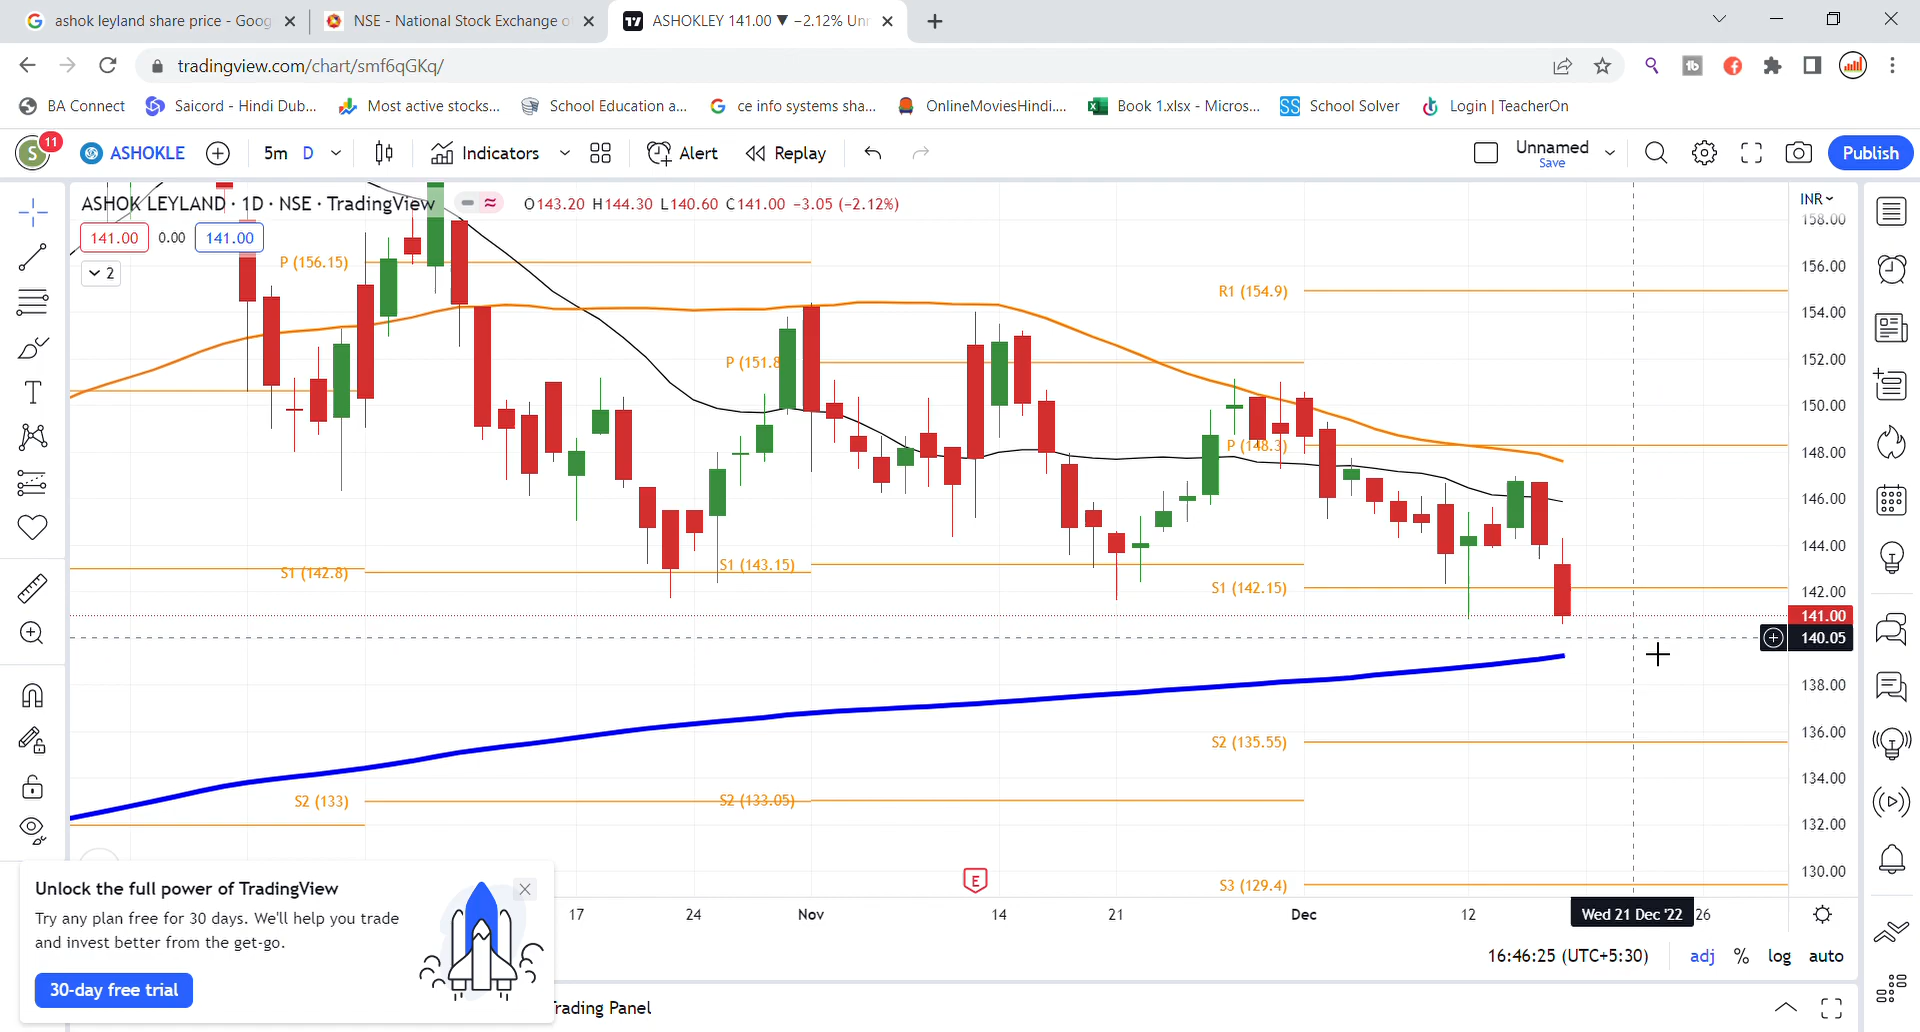 ashok leyland share price - Goog
NSE - National Stock Exchange o
ASHOKLEY 141.00 ▼ −2.12% Unn
tradingview.com/chart/smf6qGKq/
BA Connect
Saicord - Hindi Dub...
Most active stocks...
School Education a...
ce info systems sha...
OnlineMoviesHindi....
Book 1.xlsx - Micros...
SS School Solver
Login | TeacherOn
S 11
ASHOKLE
5m D
Indicators
Alert
Replay
Unnamed
Save
Publish
ASHOK LEYLAND · 1D · NSE · TradingView
O143.20 H144.30 L140.60 C141.00 −3.05 (−2.12%)
INR
141.00 0.00 141.00
2
158.00
156.00
154.00
152.00
150.00
148.00
146.00
144.00
142.00
141.00
140.05
138.00
136.00
134.00
132.00
130.00
P (156.15)
R1 (154.9)
P (151.8
P (148.3)
S1 (142.8)
S1 (143.15)
S1 (142.15)
S2 (135.55)
S2 (133)
S2 (133.05)
S3 (129.4)
E
17 24 Nov 14 21 Dec 12 Wed 21 Dec '22 26
Unlock the full power of TradingView
Try any plan free for 30 days. We'll help you trade
and invest better from the get-go.
30-day free trial
16:46:25 (UTC+5:30) adj % log auto
Trading Panel